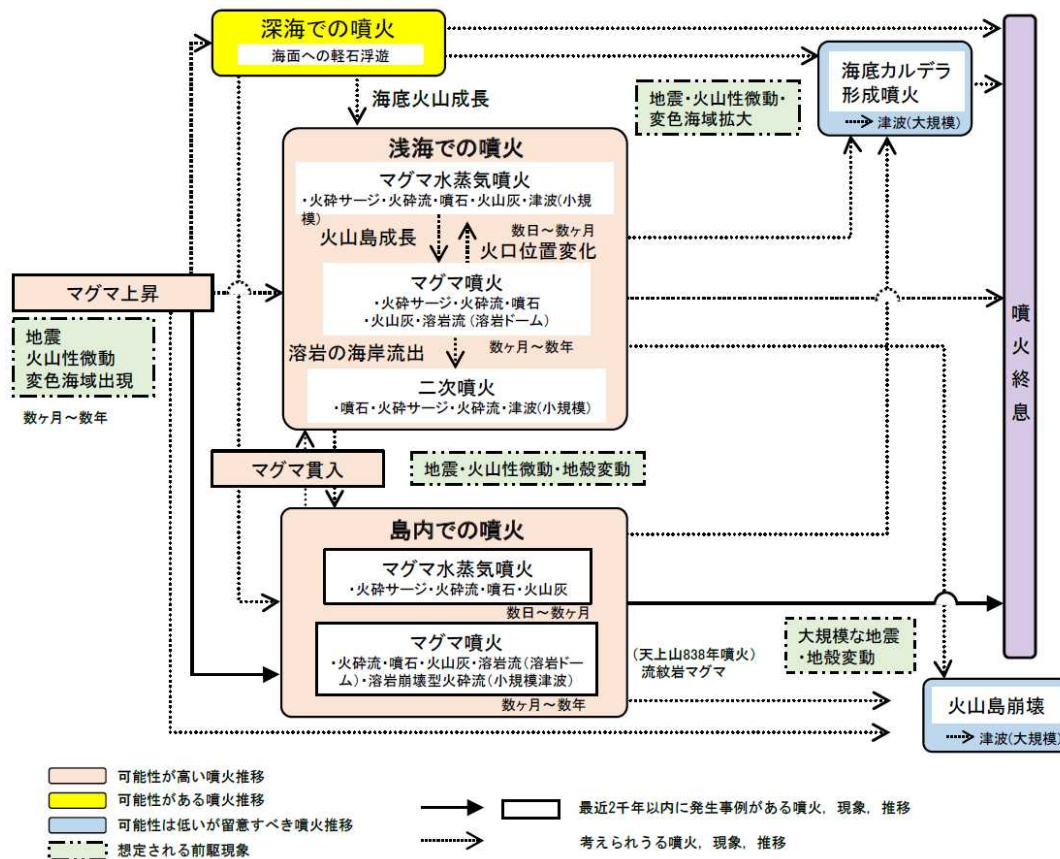 深海での噴火
海面への軽石浮遊
海底火山成長
地震・火山性微動・
変色海域拡大
海底カルデラ
形成噴火
津波(大規模)
浅海での噴火
マグマ水蒸気噴火
・火砕サージ・火砕流・噴石・火山灰・津波(小規
模)
数日～数ヶ月
火山島成長
火口位置変化
マグマ噴火
・火砕サージ・火砕流・噴石
・火山灰・溶岩流(溶岩ドーム)
数ヶ月～数年
溶岩の海岸流出
二次噴火
・噴石・火砕サージ・火砕流・津波(小規模)
マグマ上昇
地震
火山性微動
変色海域出現
数ヶ月～数年
噴火終息
マグマ貫入
地震・火山性微動・地殻変動
島内での噴火
マグマ水蒸気噴火
・火砕サージ・火砕流・噴石・火山灰
数日～数ヶ月
マグマ噴火
・火砕流・噴石・火山灰・溶岩流(溶岩ドー
ム)・溶岩崩壊型火砕流(小規模津波)
数ヶ月～数年
(天上山838年噴火)
流紋岩マグマ
大規模な地震
・地殻変動
火山島崩壊
津波(大規模)
可能性が高い噴火推移
可能性がある噴火推移
可能性は低いが留意すべき噴火推移
想定される前駆現象
最近2千年以内に発生事例がある噴火，現象，推移
考えられうる噴火，現象，推移